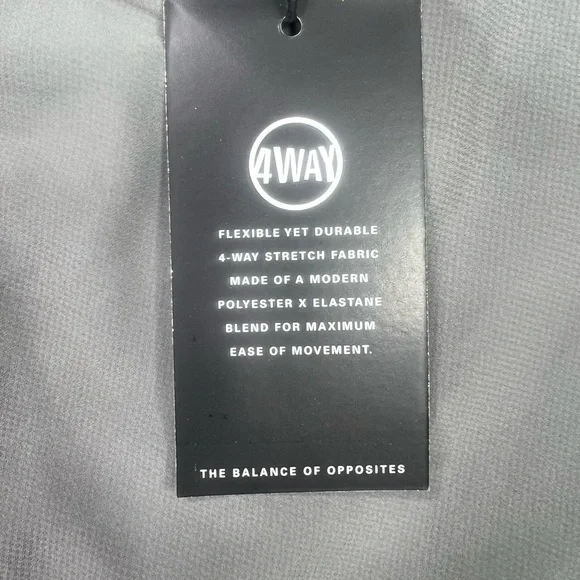 4WAY
FLEXIBLE YET DURABLE
4-WAY STRETCH FABRIC
MADE OF A MODERN
POLYESTER X ELASTANE
BLEND FOR MAXIMUM
EASE OF MOVEMENT.
THE BALANCE OF OPPOSITES